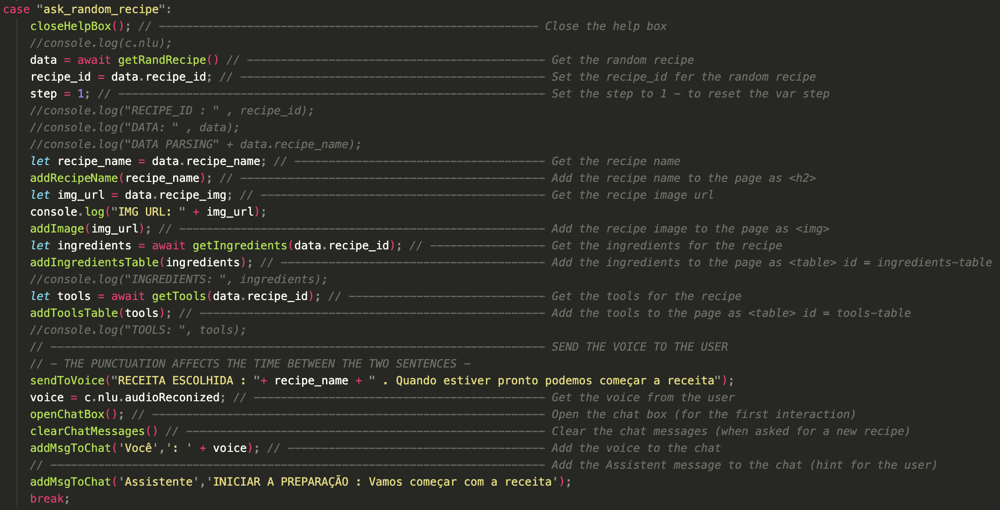 case "ask_random_recipe":
closeHelpBox(); // −−−−−−−−−−−−−−−−−−−−−−−−−−−−−−−−−−−−−−−−−−−−−−−−−−−−−−−− Close the help box
//console.log(c.nlu);
data = await getRandRecipe() // −−−−−−−−−−−−−−−−−−−−−−−−−−−−−−−−−−−−−−−−−−−− Get the random recipe
recipe_id = data.recipe_id; // −−−−−−−−−−−−−−−−−−−−−−−−−−−−−−−−−−−−−−−−−−−−− Set the recipe_id fer the random recipe
step = 1; // −−−−−−−−−−−−−−−−−−−−−−−−−−−−−−−−−−−−−−−−−−−−−−−−−−−−−−−−−−−−−−− Set the step to 1 − to reset the var step
//console.log("RECIPE_ID : " , recipe_id);
//console.log("DATA: " , data);
//console.log("DATA PARSING" + data.recipe_name);
let recipe_name = data.recipe_name; // −−−−−−−−−−−−−−−−−−−−−−−−−−−−−−−−−−−−− Get the recipe name
addRecipeName(recipe_name); // −−−−−−−−−−−−−−−−−−−−−−−−−−−−−−−−−−−−−−−−−−−−− Add the recipe name to the page as <h2>
let img_url = data.recipe_img; // −−−−−−−−−−−−−−−−−−−−−−−−−−−−−−−−−−−−−−−−−− Get the recipe image url
console.log("IMG URL: " + img_url);
addImage(img_url); // −−−−−−−−−−−−−−−−−−−−−−−−−−−−−−−−−−−−−−−−−−−−−−−−−−−−−− Add the recipe image to the page as <img>
let ingredients = await getIngredients(data.recipe_id); // −−−−−−−−−−−−−−−−− Get the ingredients for the recipe
addIngredientsTable(ingredients); // −−−−−−−−−−−−−−−−−−−−−−−−−−−−−−−−−−−−−−− Add the ingredients to the page as <table> id = ingredients−table
//console.log("INGREDIENTS: ", ingredients);
let tools = await getTools(data.recipe_id); // −−−−−−−−−−−−−−−−−−−−−−−−−−−−− Get the tools for the recipe
addToolsTable(tools); // −−−−−−−−−−−−−−−−−−−−−−−−−−−−−−−−−−−−−−−−−−−−−−−−−−− Add the tools to the page as <table> id = tools−table
//console.log("TOOLS: ", tools);
// −−−−−−−−−−−−−−−−−−−−−−−−−−−−−−−−−−−−−−−−−−−−−−−−−−−−−−−−−−−−−−−−−−−−−−−−− SEND THE VOICE TO THE USER
// − THE PUNCTUATION AFFECTS THE TIME BETWEEN THE TWO SENTENCES −
sendToVoice("RECEITA ESCOLHIDA : "+ recipe_name + " . Quando estiver pronto podemos começar a receita");
voice = c.nlu.audioReconized; // −−−−−−−−−−−−−−−−−−−−−−−−−−−−−−−−−−−−−−−−−−− Get the voice from the user
openChatBox(); // −−−−−−−−−−−−−−−−−−−−−−−−−−−−−−−−−−−−−−−−−−−−−−−−−−−−−−−−−− Open the chat box (for the first interaction)
clearChatMessages() // −−−−−−−−−−−−−−−−−−−−−−−−−−−−−−−−−−−−−−−−−−−−−−−−−−−−− Clear the chat messages (when asked for a new recipe)
addMsgToChat('Você',': ' + voice); // −−−−−−−−−−−−−−−−−−−−−−−−−−−−−−−−−−−−−− Add the voice to the chat
// −−−−−−−−−−−−−−−−−−−−−−−−−−−−−−−−−−−−−−−−−−−−−−−−−−−−−−−−−−−−−−−−−−−−−−−−− Add the Assistent message to the chat (hint for the user)
addMsgToChat('Assistente','INICIAR A PREPARAÇÃO : Vamos começar com a receita');
break;